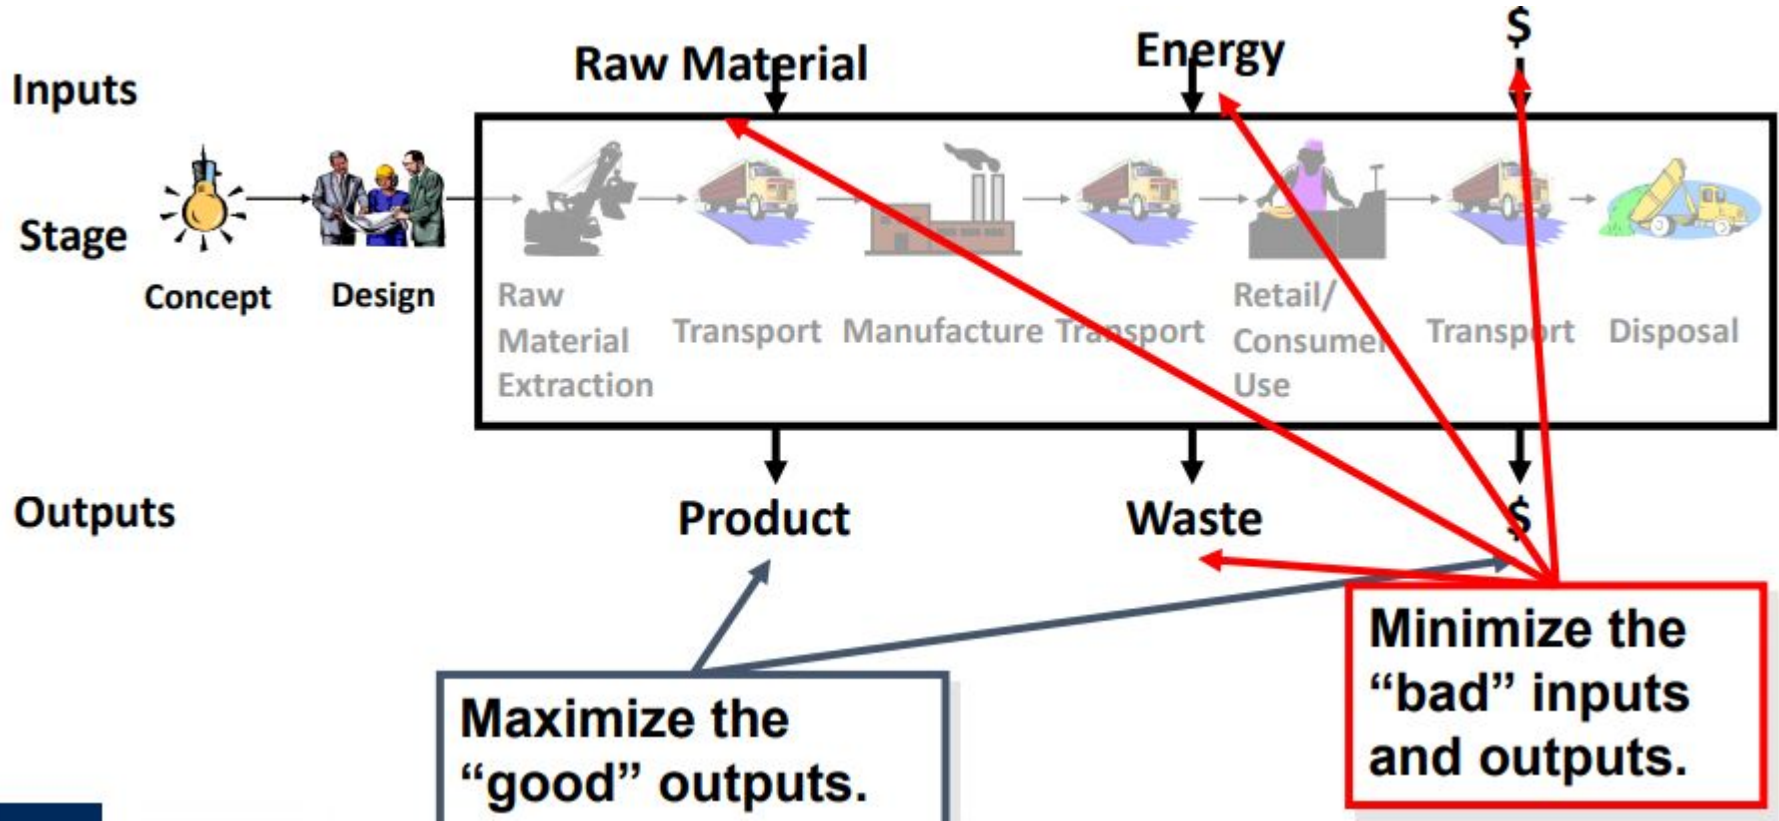 $
Raw Material
Energy
Inputs
Stage
Concept
Design
Raw
Material
Extraction
Transport
Manufacture
Transport
Retail/
Consumer
Use
Transport
Disposal
Outputs
Product
Waste
$
Maximize the
“good” outputs.
Minimize the
“bad” inputs
and outputs.